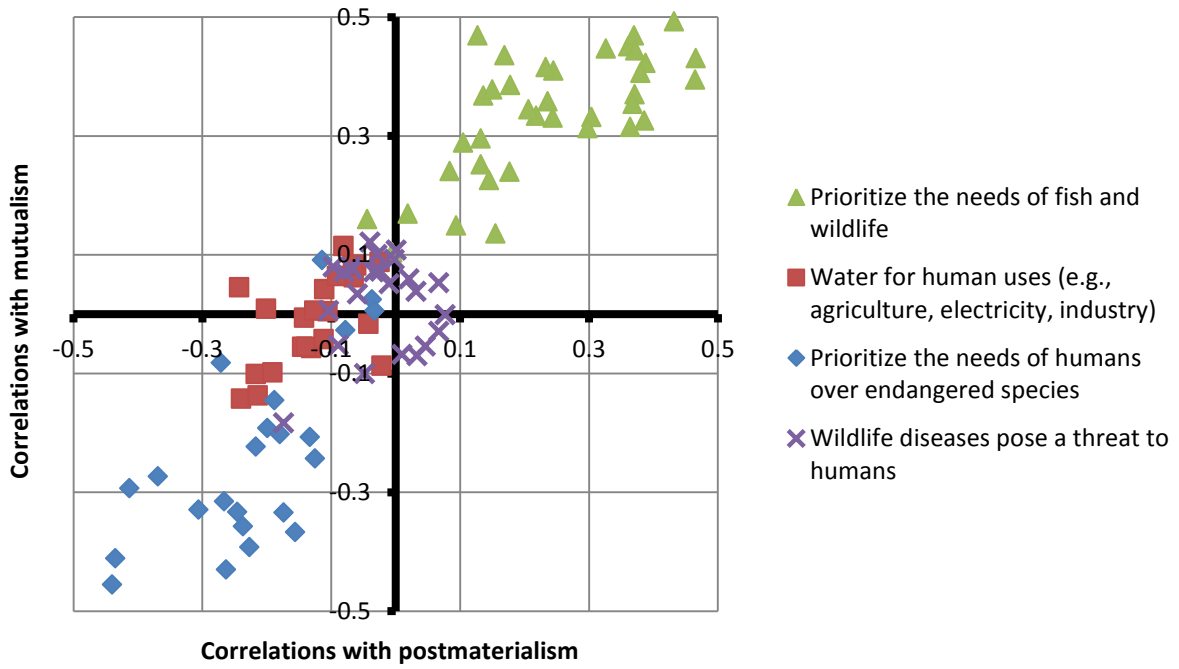 0.5
0.3
0.1
-0.5
-0.3
-0.1
0.1
0.3
0.5
-0.1
-0.3
-0.5
Correlations with mutualism
Correlations with postmaterialism
Prioritize the needs of fish and
wildlife
Water for human uses (e.g.,
agriculture, electricity, industry)
Prioritize the needs of humans
over endangered species
Wildlife diseases pose a threat to
humans